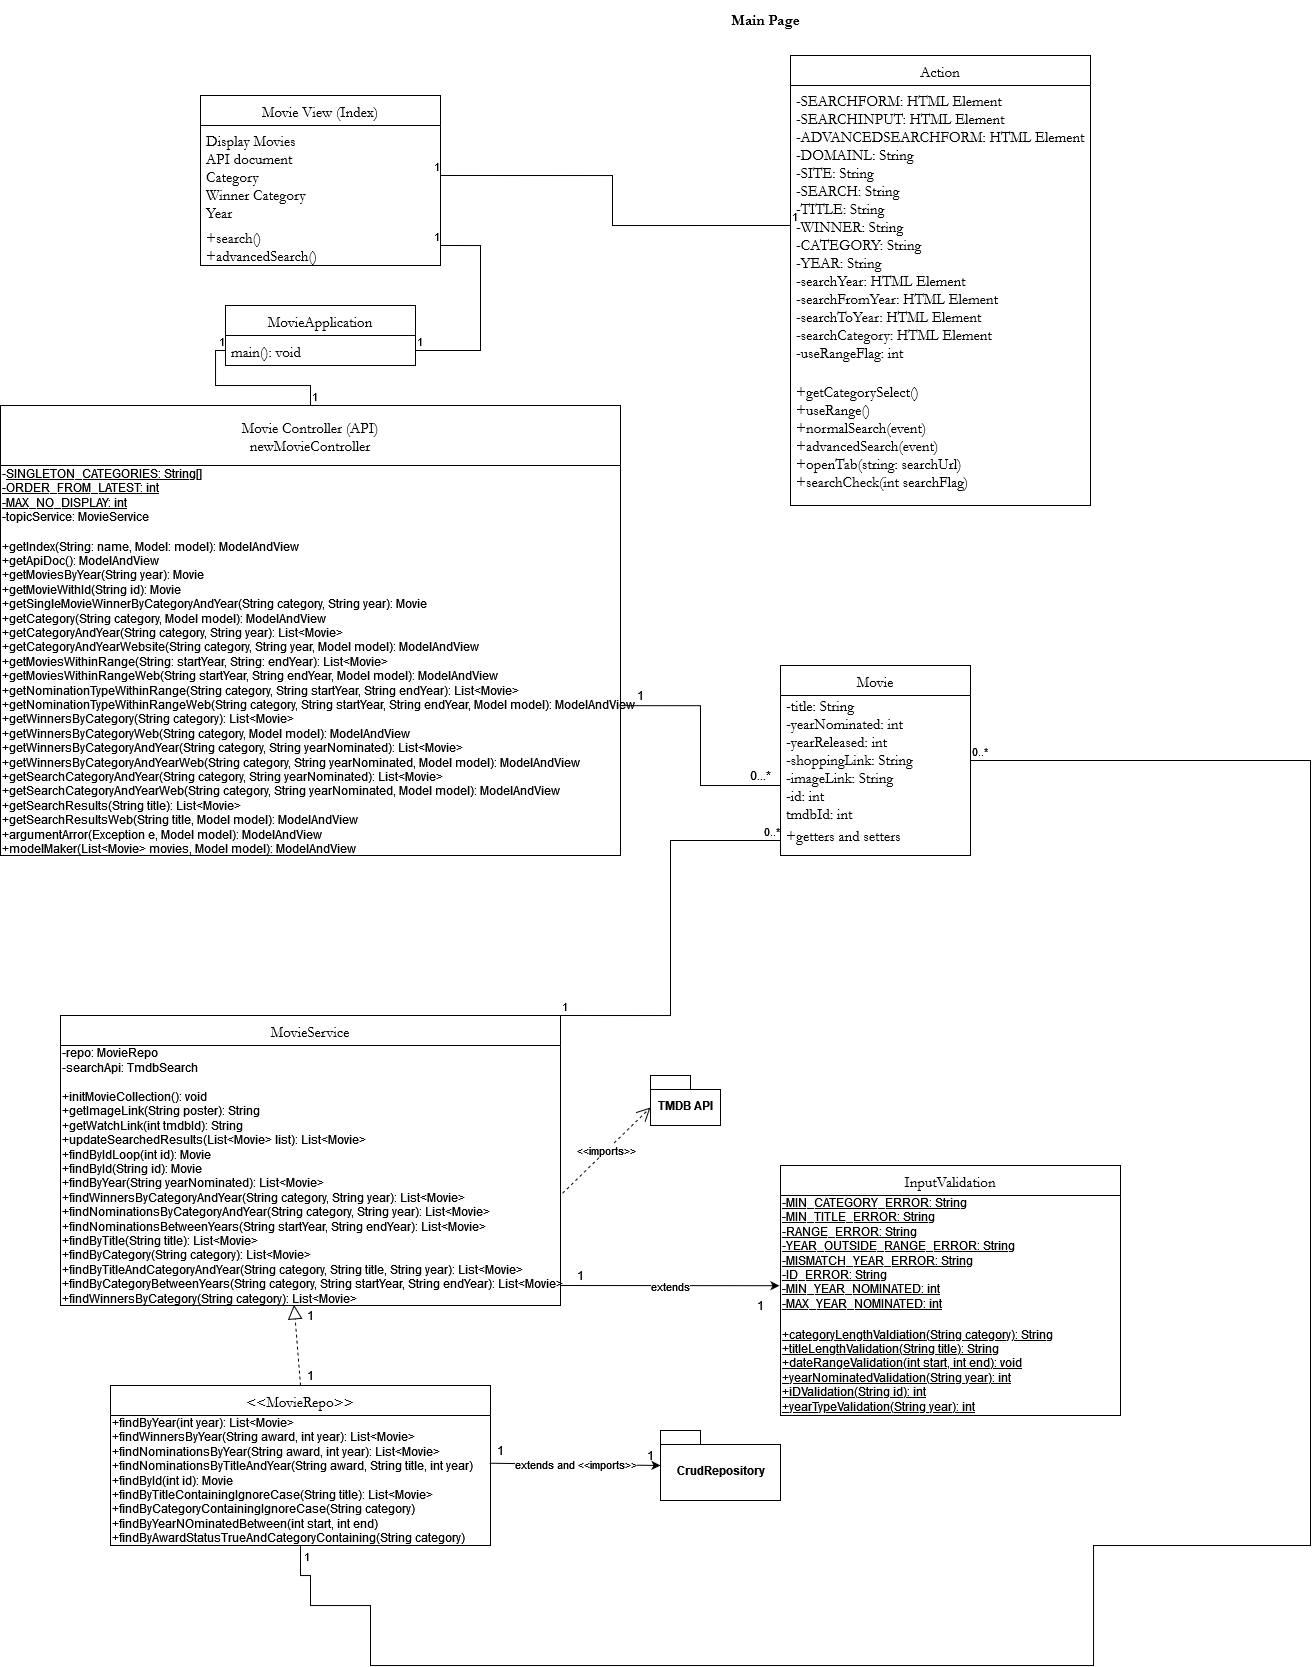 Main Page
Movie View (Index)
Display Movies
API document
Category
Winner Category
Year
+search()
+advancedSearch()
1
1
Action
-SEARCHFORM: HTML Element
-SEARCHINPUT: HTML Element
-ADVANCEDSEARCHFORM: HTML Element
-DOMAINL: String
-SITE: String
-SEARCH: String
-TITLE: String
-WINNER: String
-CATEGORY: String
-YEAR: String
-searchYear: HTML Element
-searchFromYear: HTML Element
-searchToYear: HTML Element
-searchCategory: HTML Element
-useRangeFlag: int
+getCategorySelect()
+useRange()
+normalSearch(event)
+advancedSearch(event)
+openTab(string: searchUrl)
+searchCheck(int searchFlag)
1
MovieApplication
main(): void
1
1
1
Movie Controller (API)
newMovieController
-SINGLETON_CATEGORIES: String[]
-ORDER_FROM_LATEST: int
-MAX_NO_DISPLAY: int
-topicService: MovieService
+getIndex(String: name, Model: model): ModelAndView
+getApiDoc(): ModelAndView
+getMoviesByYear(String year): Movie
+getMovieWithId(String id): Movie
+getSingleMovieWinnerByCategoryAndYear(String category, String year): Movie
+getCategory(String category, Model model): ModelAndView
+getCategoryAndYear(String category, String year): List<Movie>
+getCategoryAndYearWebsite(String category, String year, Model model): ModelAndView
+getMoviesWithinRange(String: startYear, String: endYear): List<Movie>
+getMoviesWithinRangeWeb(String startYear, String endYear, Model model): ModelAndView
+getNominationTypeWithinRange(String category, String startYear, String endYear): List<Movie>
+getNominationTypeWithinRangeWeb(String category, String startYear, String endYear, Model model): ModelAndView
+getWinnersByCategory(String category): List<Movie>
+getWinnersByCategoryWeb(String category, Model model): ModelAndView
+getWinnersByCategoryAndYear(String category, String yearNominated): List<Movie>
+getWinnersByCategoryAndYearWeb(String category, String yearNominated, Model model): ModelAndView
+getSearchCategoryAndYear(String category, String yearNominated): List<Movie>
+getSearchCategoryAndYearWeb(String category, String yearNominated, Model model): ModelAndView
+getSearchResults(String title): List<Movie>
+getSearchResultsWeb(String title, Model model): ModelAndView
+argumentArror(Exception e, Model model): ModelAndView
+modelMaker(List<Movie> movies, Model model): ModelAndView
1
0...*
Movie
-title: String
-yearNominated: int
-yearReleased: int
-shoppingLink: String
-imageLink: String
-id: int
tmdbId: int
+getters and setters
0..*
0..*
1
MovieService
-repo: MovieRepo
-searchApi: TmdbSearch
+initMovieCollection(): void
+getImageLink(String poster): String
+getWatchLink(int tmdbId): String
+updateSearchedResults(List<Movie> list): List<Movie>
+findByIdLoop(int id): Movie
+findById(String id): Movie
+findByYear(String yearNominated): List<Movie>
+findWinnersByCategoryAndYear(String category, String year): List<Movie>
+findNominationsByCategoryAndYear(String category, String year): List<Movie>
+findNominationsBetweenYears(String startYear, String endYear): List<Movie>
+findByTitle(String title): List<Movie>
+findByCategory(String category): List<Movie>
+findByTitleAndCategoryAndYear(String category, String title, String year): List<Movie>
+findByCategoryBetweenYears(String category, String startYear, String endYear): List<Movie>
+findWinnersByCategory(String category): List<Movie>
TMDB API
<<imports>>
1
extends
1
InputValidation
-MIN_CATEGORY_ERROR: String
-MIN_TITLE_ERROR: String
-RANGE_ERROR: String
-YEAR_OUTSIDE_RANGE_ERROR: String
-MISMATCH_YEAR_ERROR: String
-ID_ERROR: String
-MIN_YEAR_NOMINATED: int
-MAX_YEAR_NOMINATED: int
+categoryLengthValdiation(String category): String
+titleLengthValidation(String title): String
+dateRangeValidation(int start, int end): void
+yearNominatedValidation(String year): int
+iDValidation(String id): int
+yearTypeValidation(String year): int
1
1
<<MovieRepo>>
+findByYear(int year): List<Movie>
+findWinnersByYear(String award, int year): List<Movie>
+findNominationsByYear(String award, int year): List<Movie>
+findNominationsByTitleAndYear(String award, String title, int year)
+findById(int id): Movie
+findByTitleContainingIgnoreCase(String title): List<Movie>
+findByCategoryContainingIgnoreCase(String category)
+findByYearNOminatedBetween(int start, int end)
+findByAwardStatusTrueAndCategoryContaining(String category)
1
extends and <<imports>>
1
CrudRepository
1